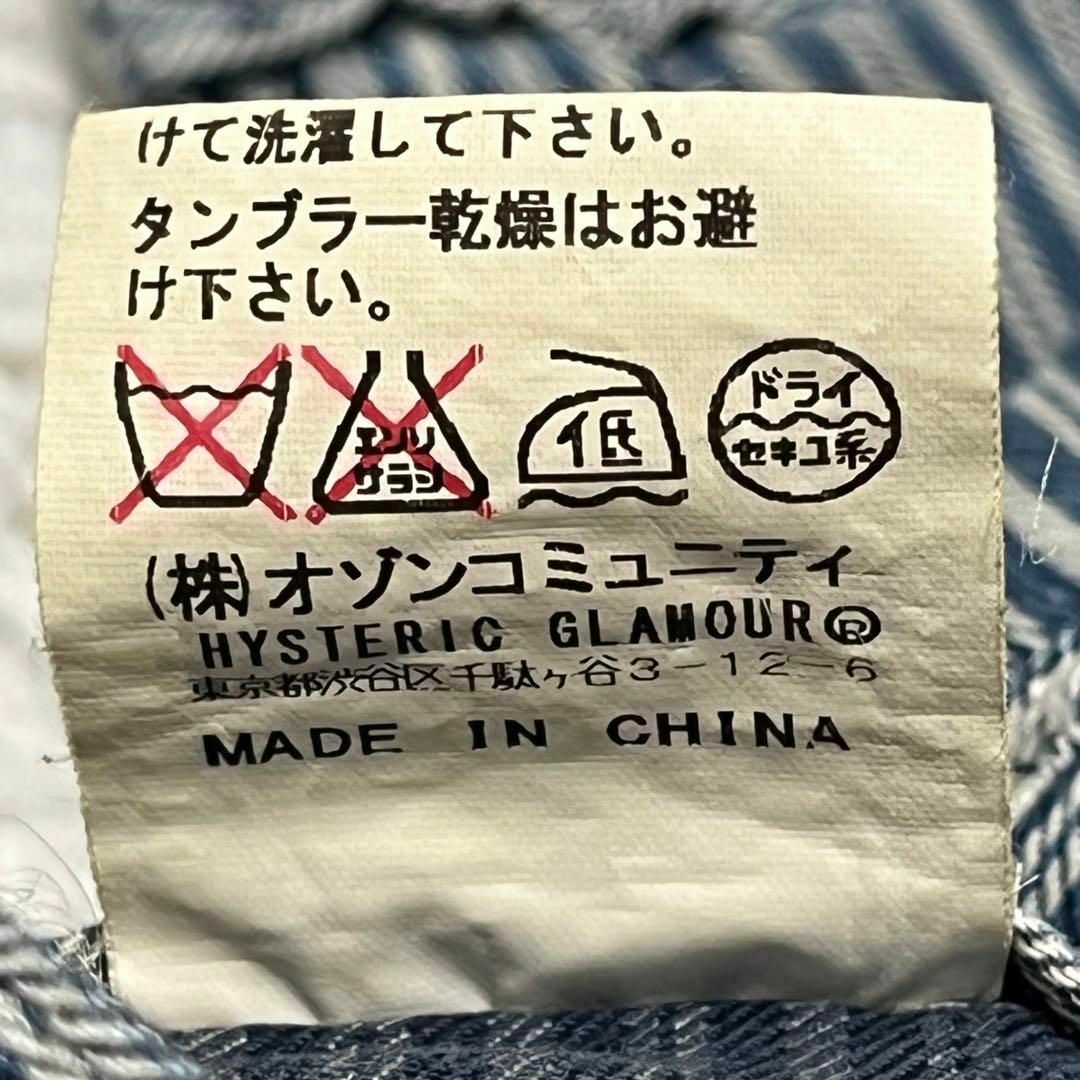 けて洗濯して下さい。
タンブラー乾燥はお避
け下さい。
エンソ
サラシ
低
ドライ
セキユ系
(株)オゾンコミュニティ
HYSTERIC GLAMOUR®
東京都渋谷区千駄ヶ谷3-12-6
MADE IN CHINA